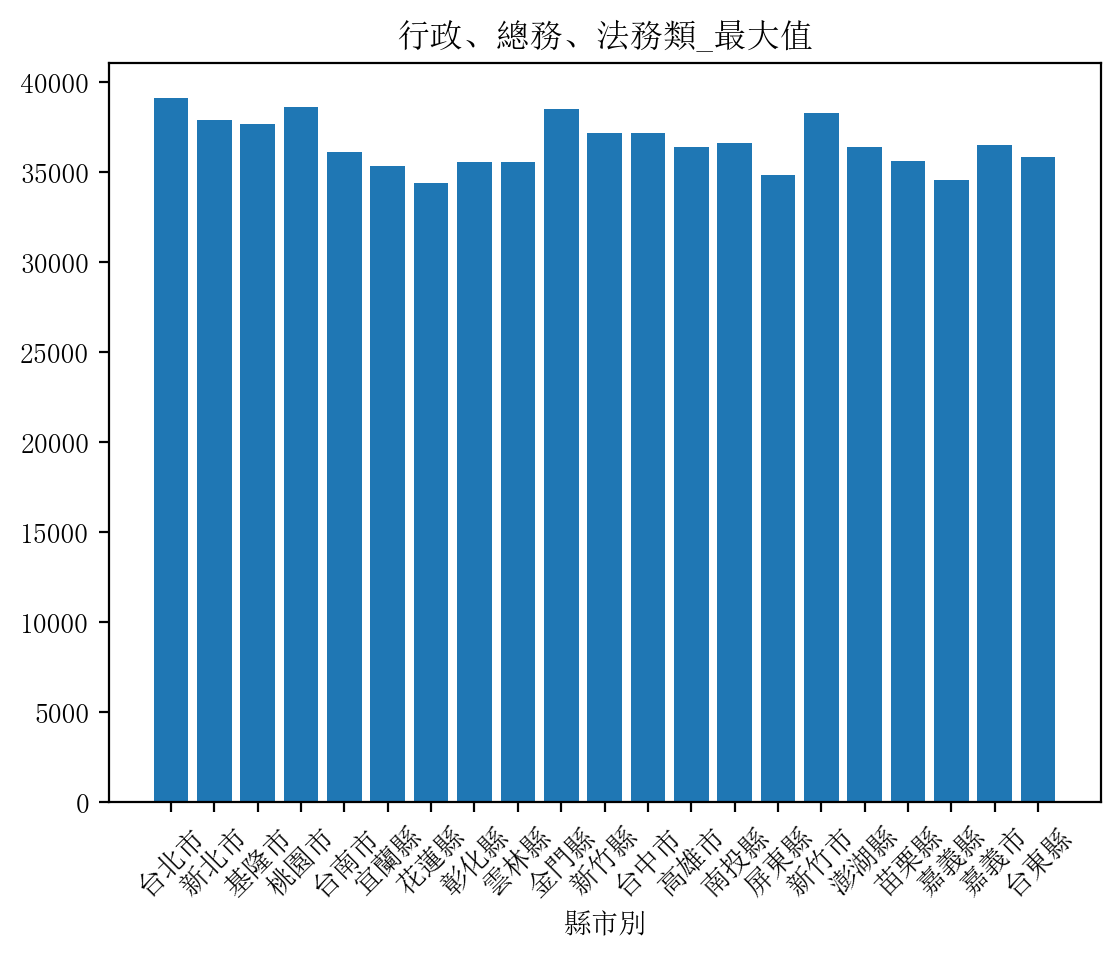 行政、總務、法務類_最大值
40000
35000
30000
25000
20000
15000
10000
5000
0
台北市
新北市
基隆市
桃園市
台南市
宜蘭縣
花蓮縣
彰化縣
雲林縣
金門縣
新竹縣
台中市
高雄市
南投縣
屏東縣
新竹市
澎湖縣
苗栗縣
嘉義縣
嘉義市
台東縣
縣市別